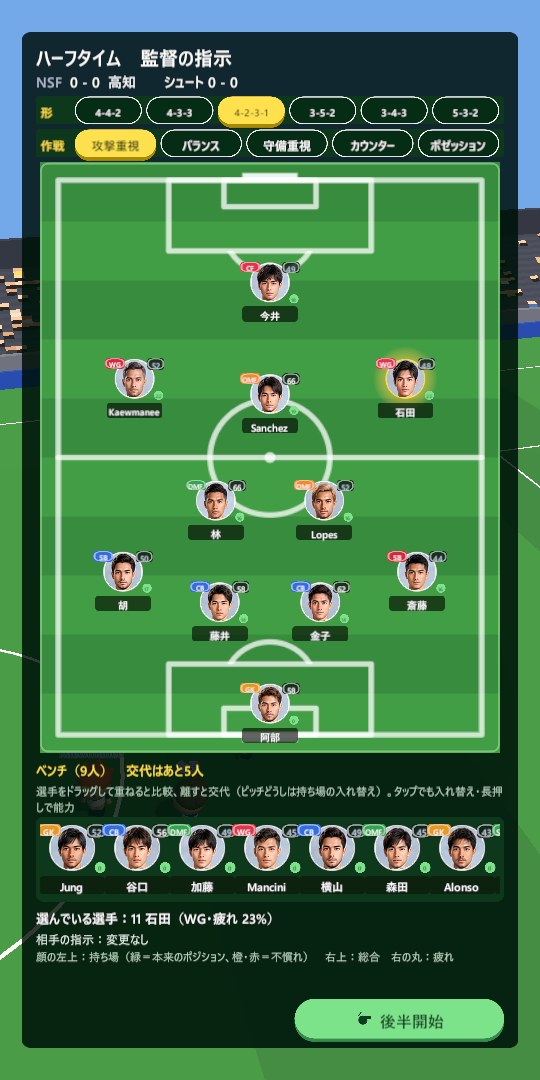 ハーフタイム　監督の指示
NSF 0 - 0 高知　シュート 0 - 0
形 4-4-2 4-3-3 4-2-3-1 3-5-2 3-4-3 5-3-2
作戦 攻撃重視 バランス 守備重視 カウンター ポゼッション
CF 49
今井
WG 52
Kaewmanee
OMF 66
Sanchez
WG 48
石田
DMF 66
林
OMF 52
Lopes
SB 50
胡
CB 58
藤井
CB 62
金子
SB 44
斎藤
GK 58
阿部
ベンチ（9人）　交代はあと5人
選手をドラッグして重ねると比較、離すと交代（ピッチどうしは持ち場の入れ替え）。タップでも入れ替え・長押
しで能力
GK 52 CB 56 OMF 49 WG 45 CB 49 OMF 45 GK 43
Jung 谷口 加藤 Mancini 横山 森田 Alonso
選んでいる選手：11 石田（WG・疲れ 23%）
相手の指示：変更なし
顔の左上：持ち場（緑＝本来のポジション、橙・赤＝不慣れ）　右上：総合　右の丸：疲れ
後半開始